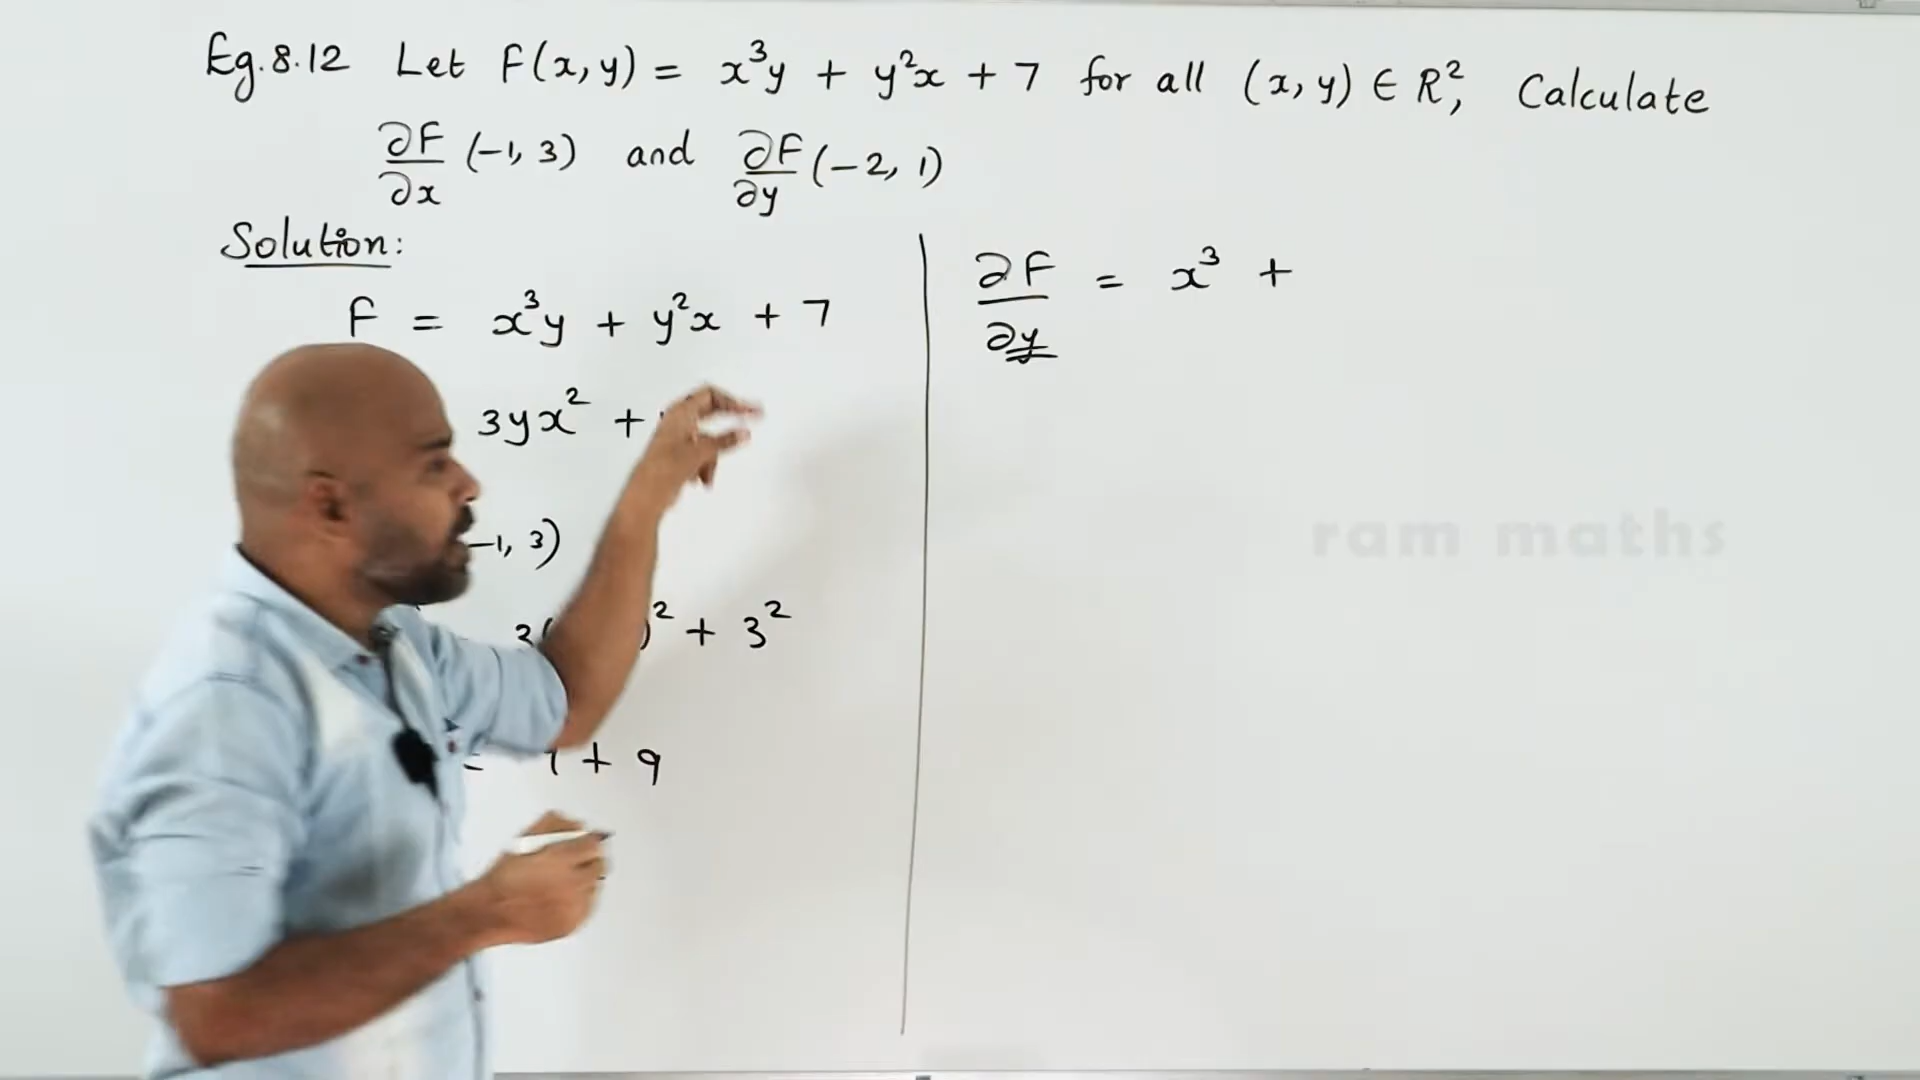 Eg.8.12 Let F(x,y) = x³y + y²x + 7 for all (x,y) ∈ R², Calculate
∂F/∂x (-1, 3) and ∂F/∂y (-2, 1)
Solution:
F = x³y + y²x + 7
3yx² +
-1, 3)
3( )² + 3²
= + 9
∂F/∂y = x³ +
ram maths